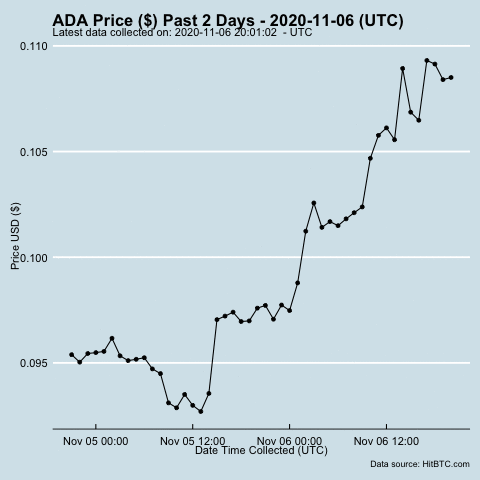 ADA Price ($) Past 2 Days - 2020-11-06 (UTC)
Latest data collected on: 2020-11-06 20:01:02 - UTC
0.110
0.105
0.100
0.095
Price USD ($)
Nov 05 00:00 Nov 05 12:00 Nov 06 00:00 Nov 06 12:00
Date Time Collected (UTC)
Data source: HitBTC.com